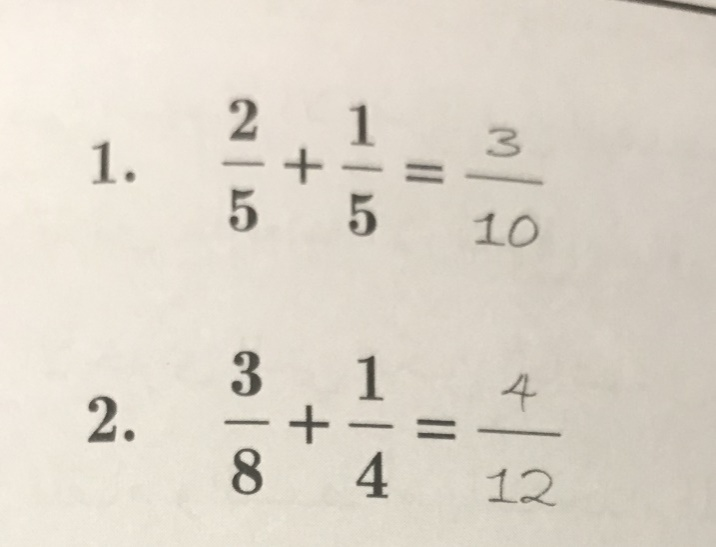 1. 2/5 + 1/5 = 3/10
2. 3/8 + 1/4 = 4/12